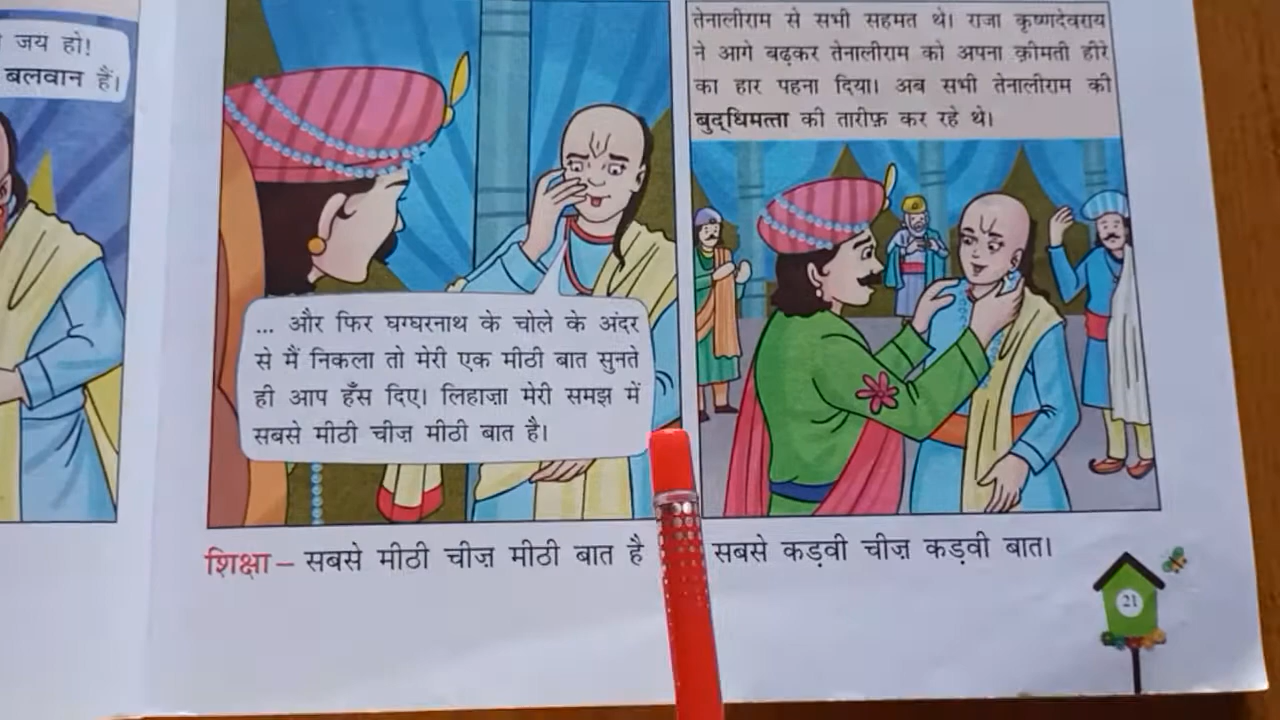 जय हो!
बलवान हैं।
... और फिर घग्घरनाथ के चोले के अंदर
से मैं निकला तो मेरी एक मीठी बात सुनते
ही आप हँस दिए। लिहाज़ा मेरी समझ में
सबसे मीठी चीज़ मीठी बात है।
तेनालीराम से सभी सहमत थे। राजा कृष्णदेवराय
ने आगे बढ़कर तेनालीराम को अपना क़ीमती हीरे
का हार पहना दिया। अब सभी तेनालीराम की
बुद्धिमत्ता की तारीफ़ कर रहे थे।
शिक्षा – सबसे मीठी चीज़ मीठी बात है सबसे कड़वी चीज़ कड़वी बात।
21